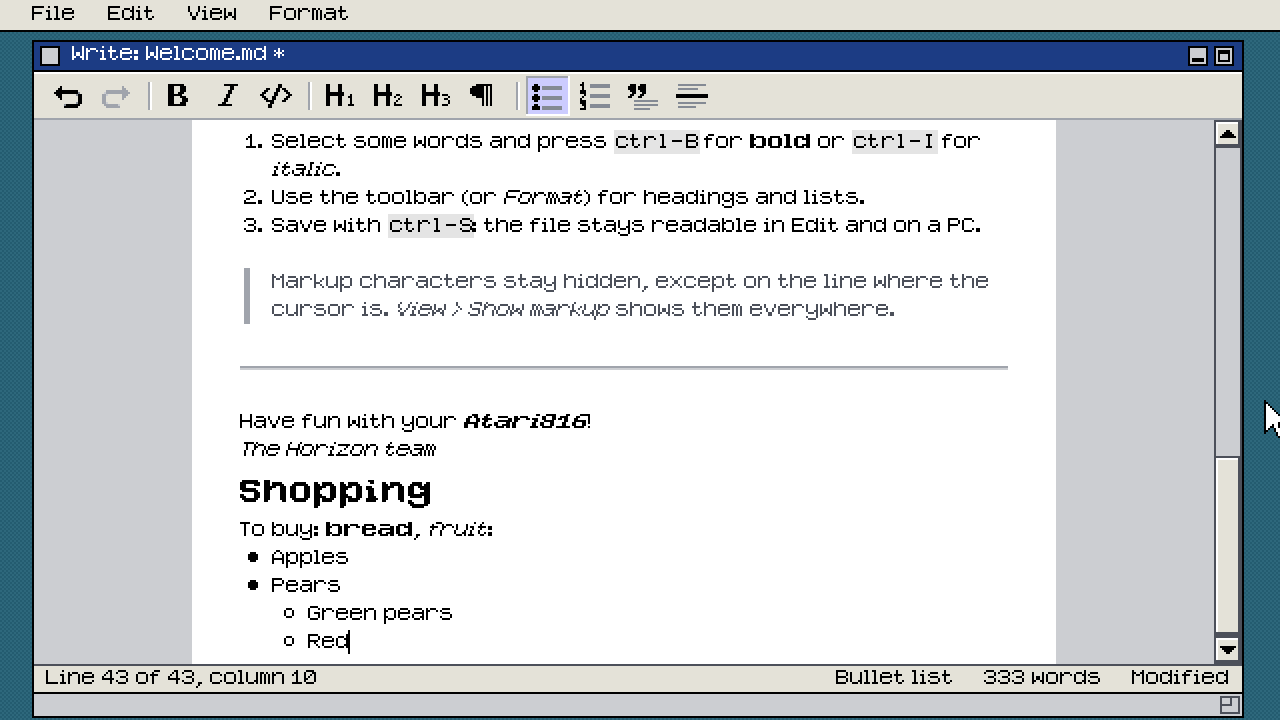 File Edit View Format
Write: Welcome.md *
B I </> H1 H2 H3 ¶
1. Select some words and press ctrl-B for bold or ctrl-I for
italic.
2. Use the toolbar (or Format) for headings and lists.
3. Save with ctrl-S: the file stays readable in Edit and on a PC.
Markup characters stay hidden, except on the line where the
cursor is. View > Show markup shows them everywhere.
Have fun with your Atari816!
The Horizon team
Shopping
To buy: bread, fruit:
● Apples
● Pears
○ Green pears
○ Red
Line 43 of 43, column 10 Bullet list 333 words Modified